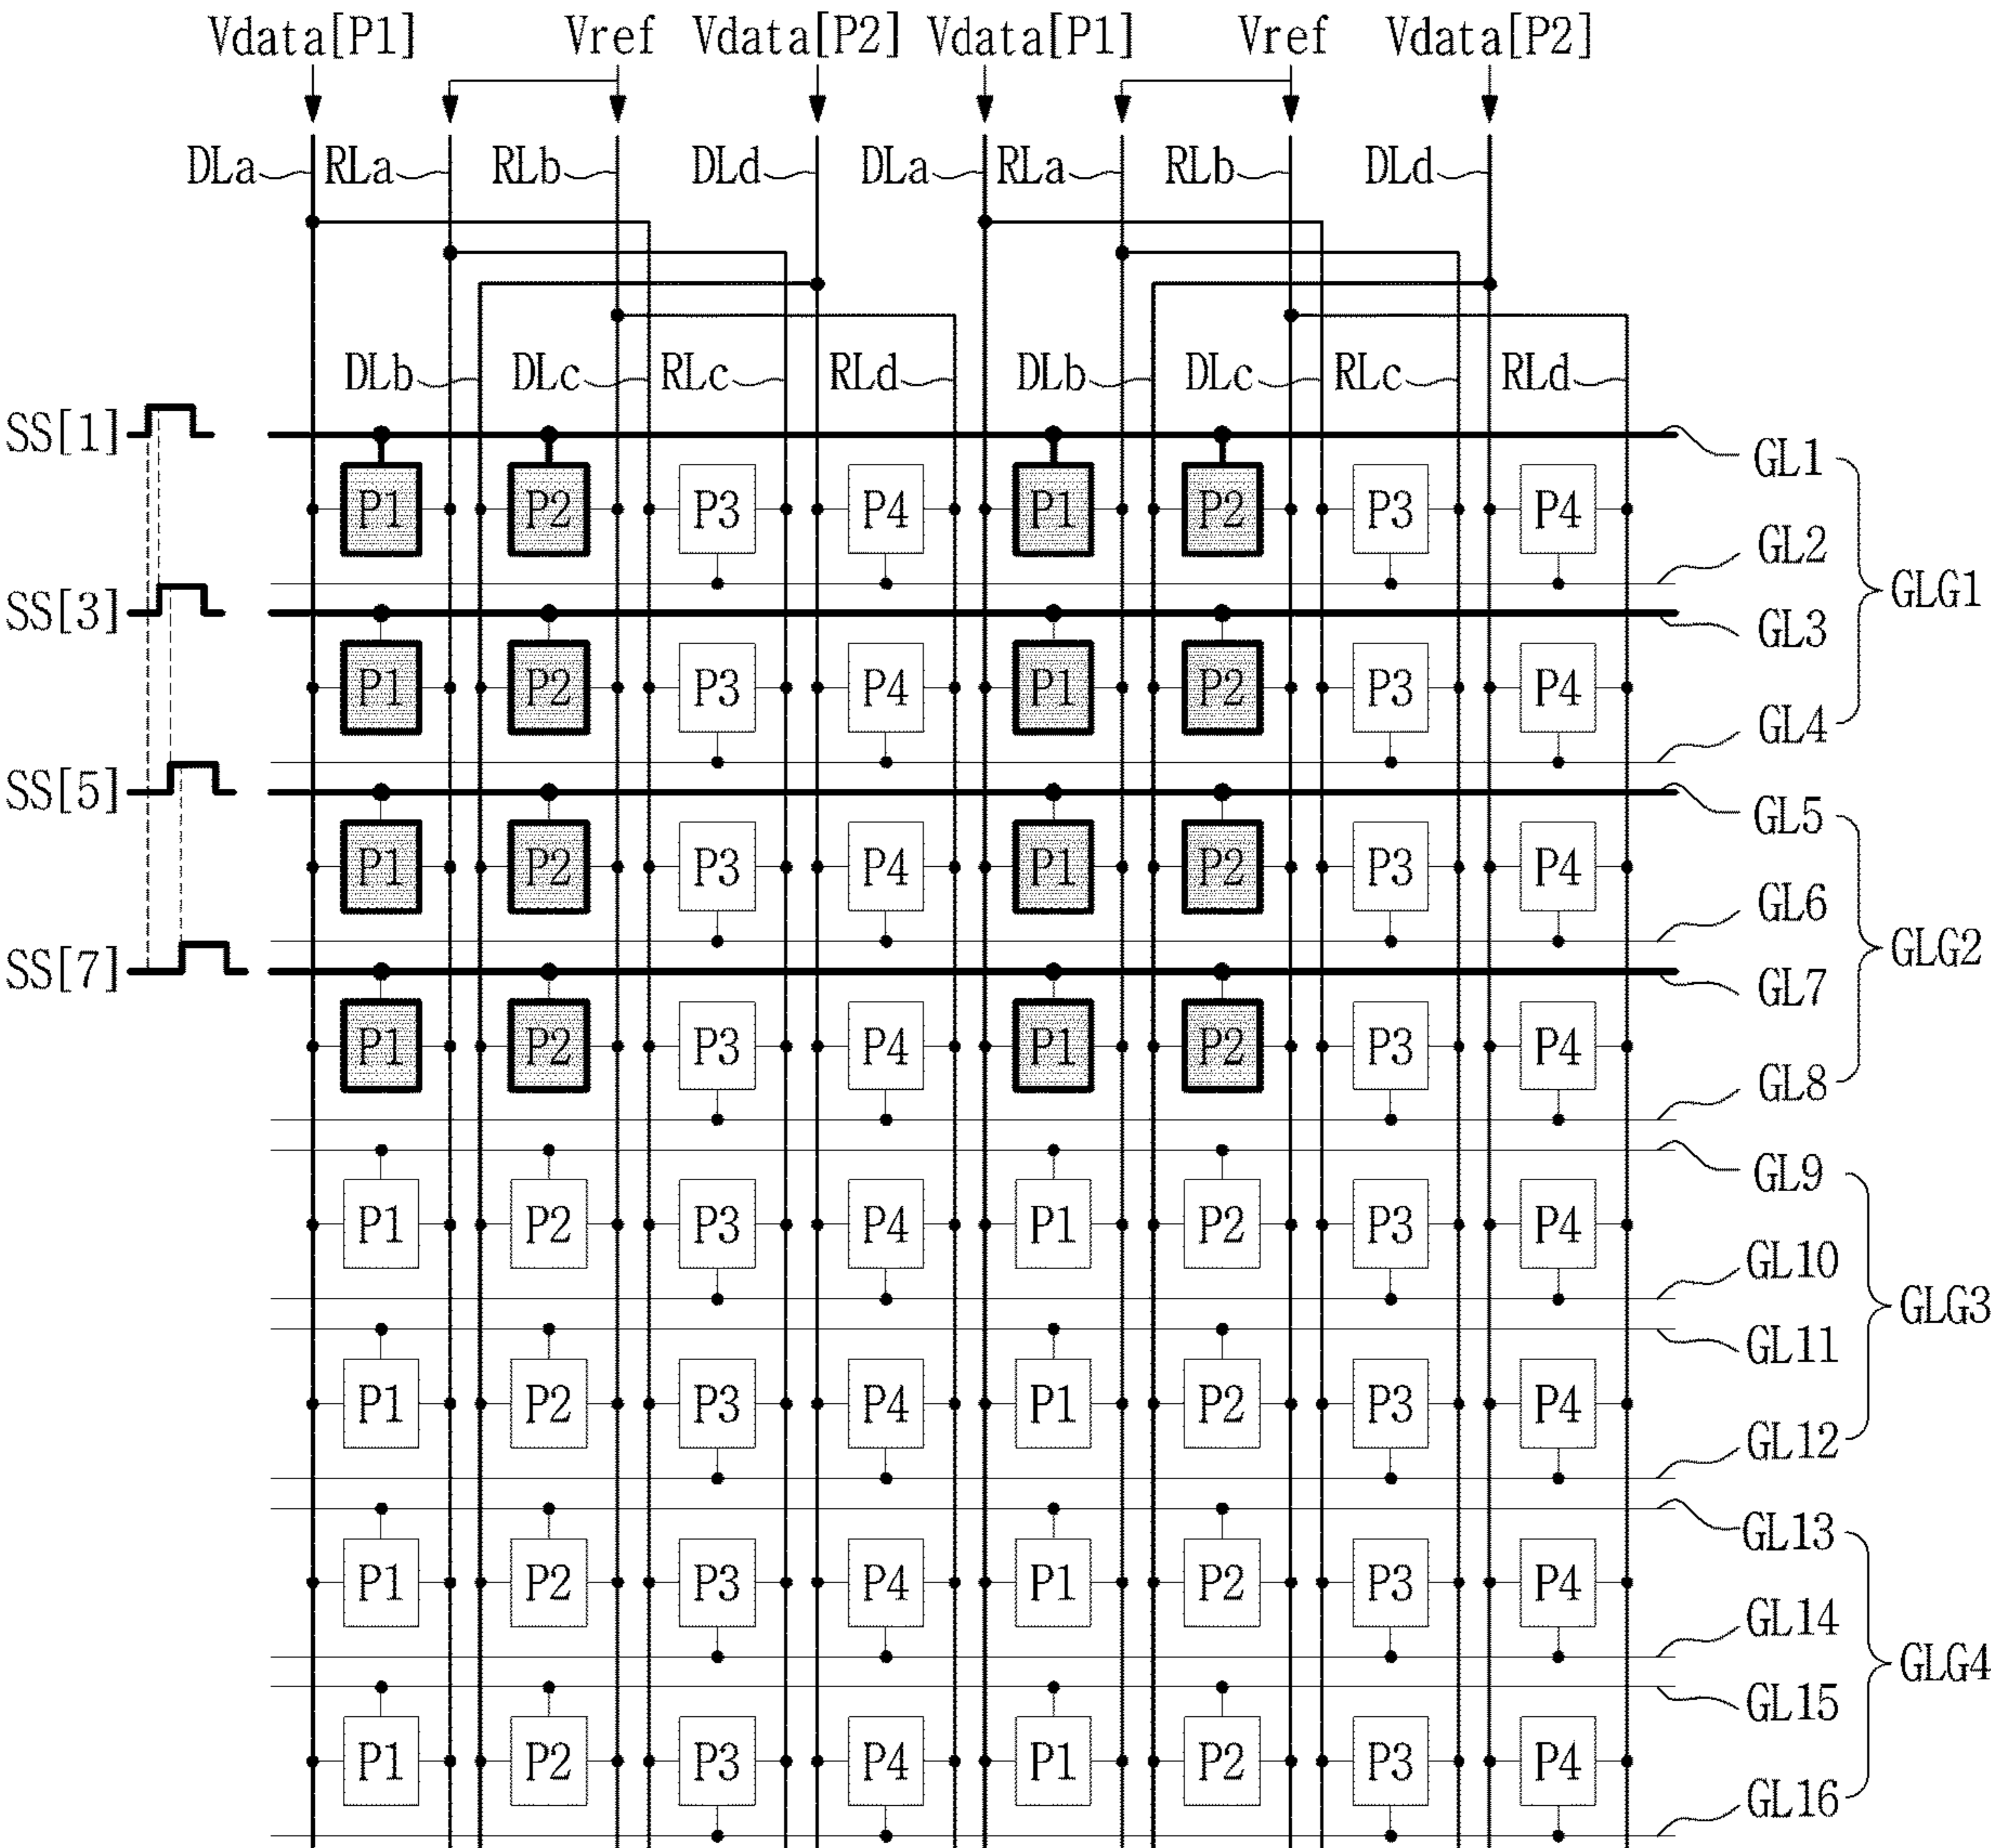 Vdata[P1] Vref Vdata[P2] Vdata[P1] Vref Vdata[P2]
DLa RLa RLb DLd DLa RLa RLb DLd
DLb DLc RLc RLd DLb DLc RLc RLd
SS[1]
GL1
P1 P2 P3 P4 P1 P2 P3 P4
GL2
GLG1
SS[3]
GL3
P1 P2 P3 P4 P1 P2 P3 P4
GL4
SS[5]
GL5
P1 P2 P3 P4 P1 P2 P3 P4
GL6
GLG2
SS[7]
GL7
P1 P2 P3 P4 P1 P2 P3 P4
GL8
GL9
P1 P2 P3 P4 P1 P2 P3 P4
GL10
GLG3
GL11
P1 P2 P3 P4 P1 P2 P3 P4
GL12
GL13
P1 P2 P3 P4 P1 P2 P3 P4
GL14
GLG4
GL15
P1 P2 P3 P4 P1 P2 P3 P4
GL16